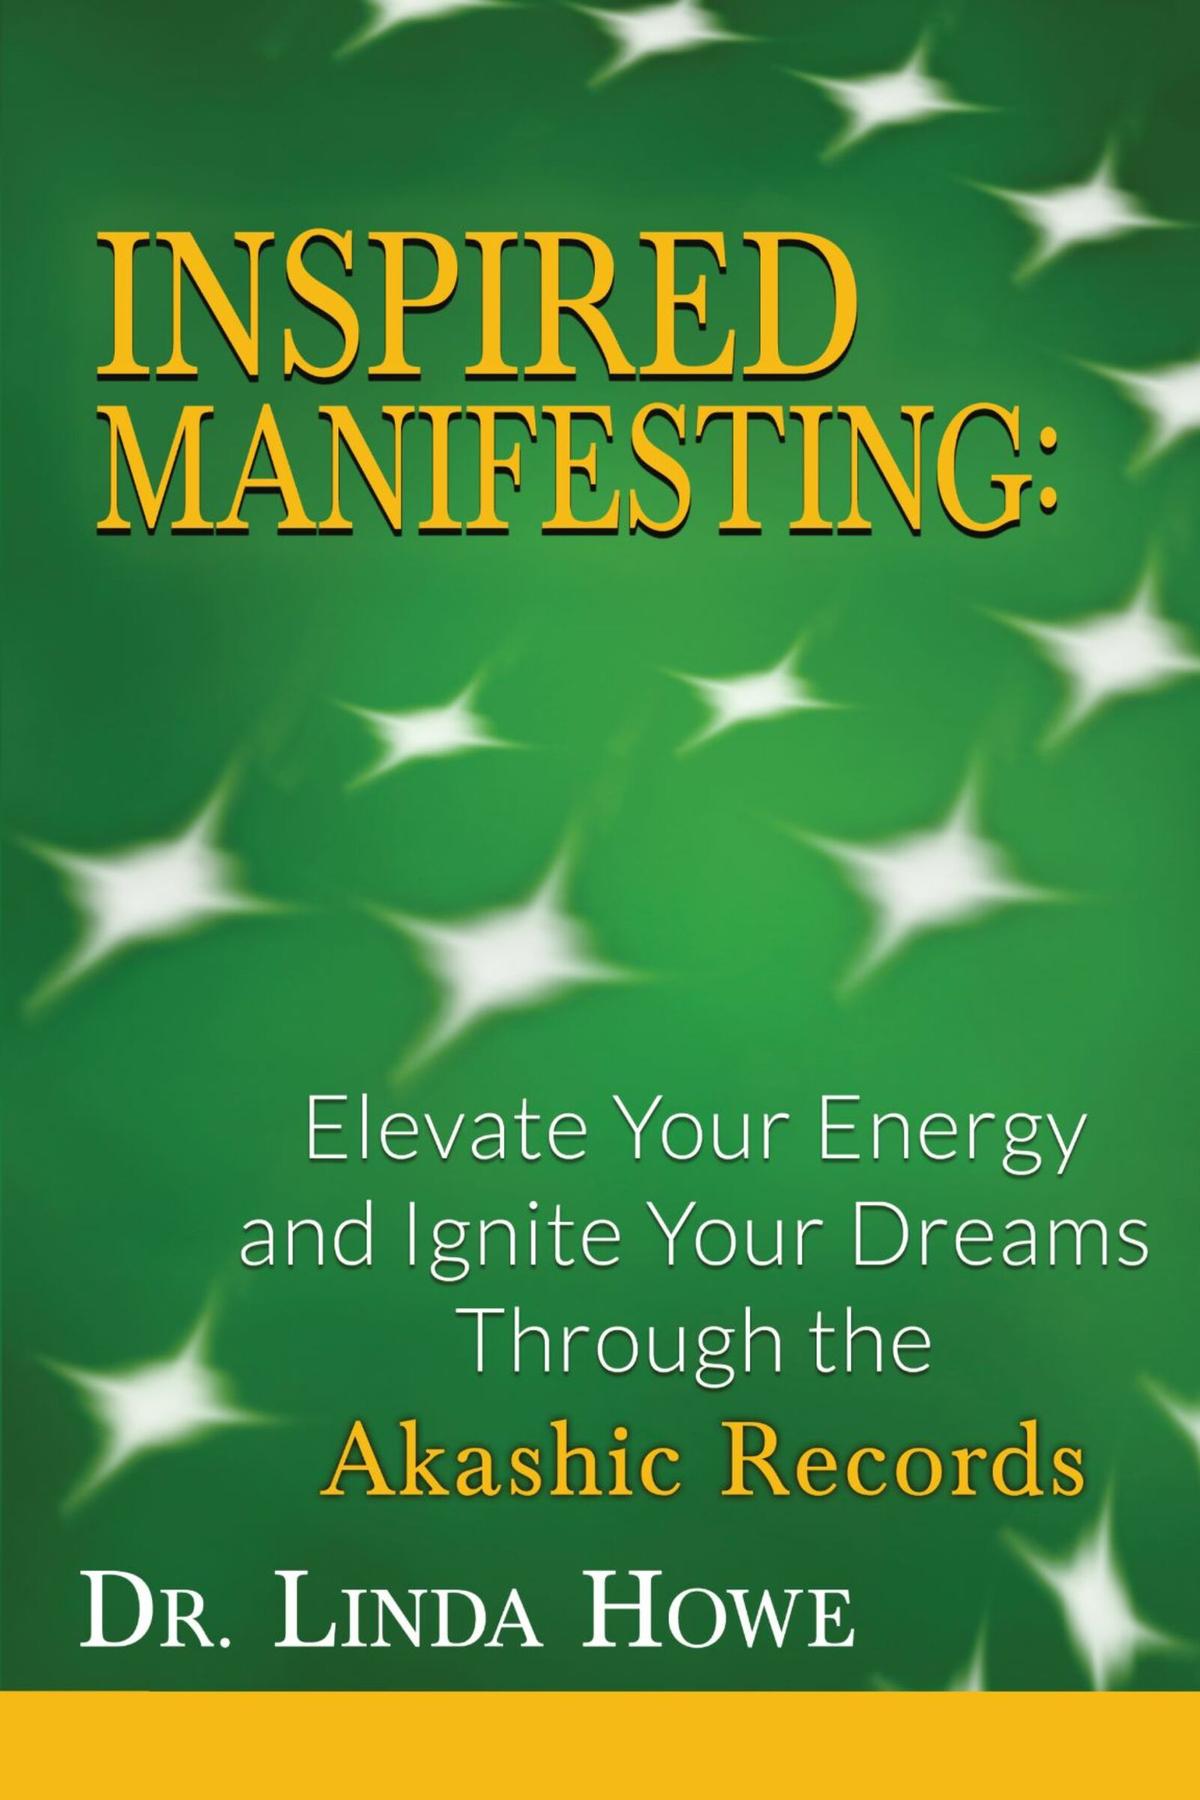 INSPIRED
MANIFESTING:
Elevate Your Energy
and Ignite Your Dreams
Through the
Akashic Records
DR. LINDA HOWE